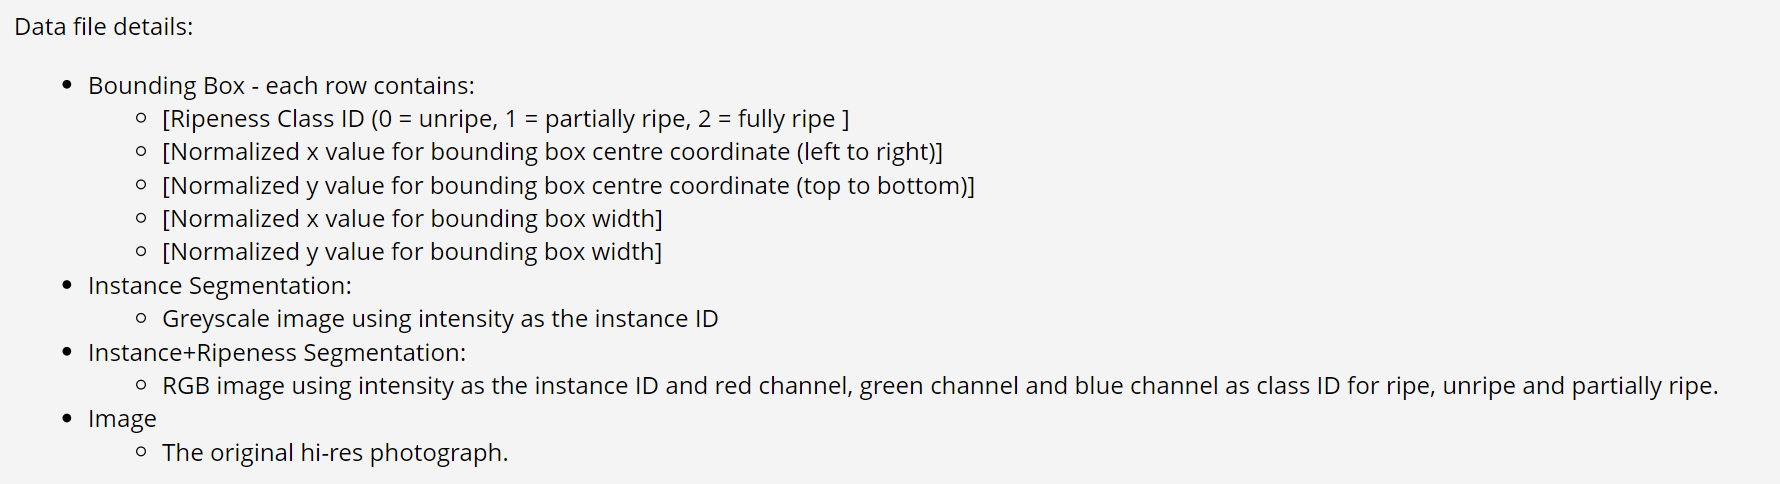 Data file details:
• Bounding Box - each row contains:
◦ [Ripeness Class ID (0 = unripe, 1 = partially ripe, 2 = fully ripe ]
◦ [Normalized x value for bounding box centre coordinate (left to right)]
◦ [Normalized y value for bounding box centre coordinate (top to bottom)]
◦ [Normalized x value for bounding box width]
◦ [Normalized y value for bounding box width]
• Instance Segmentation:
◦ Greyscale image using intensity as the instance ID
• Instance+Ripeness Segmentation:
◦ RGB image using intensity as the instance ID and red channel, green channel and blue channel as class ID for ripe, unripe and partially ripe.
• Image
◦ The original hi-res photograph.